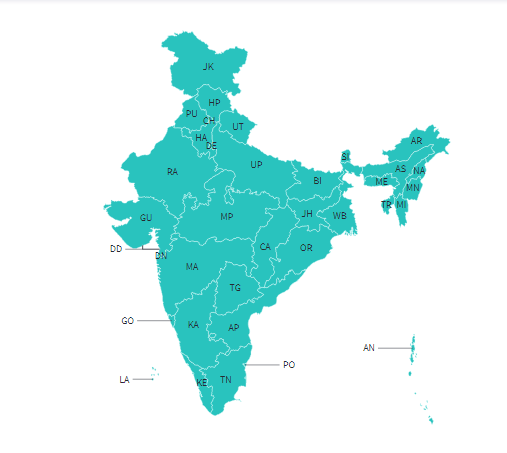 JK
HP
PU
CH
UT
HA
DE
AR
SI
UP
AS
NA
RA
BI
ME
MN
TR
MI
GU
MP
JH
WB
CA
OR
DD
DN
MA
TG
GO
KA
AP
AN
PO
LA
KE
TN